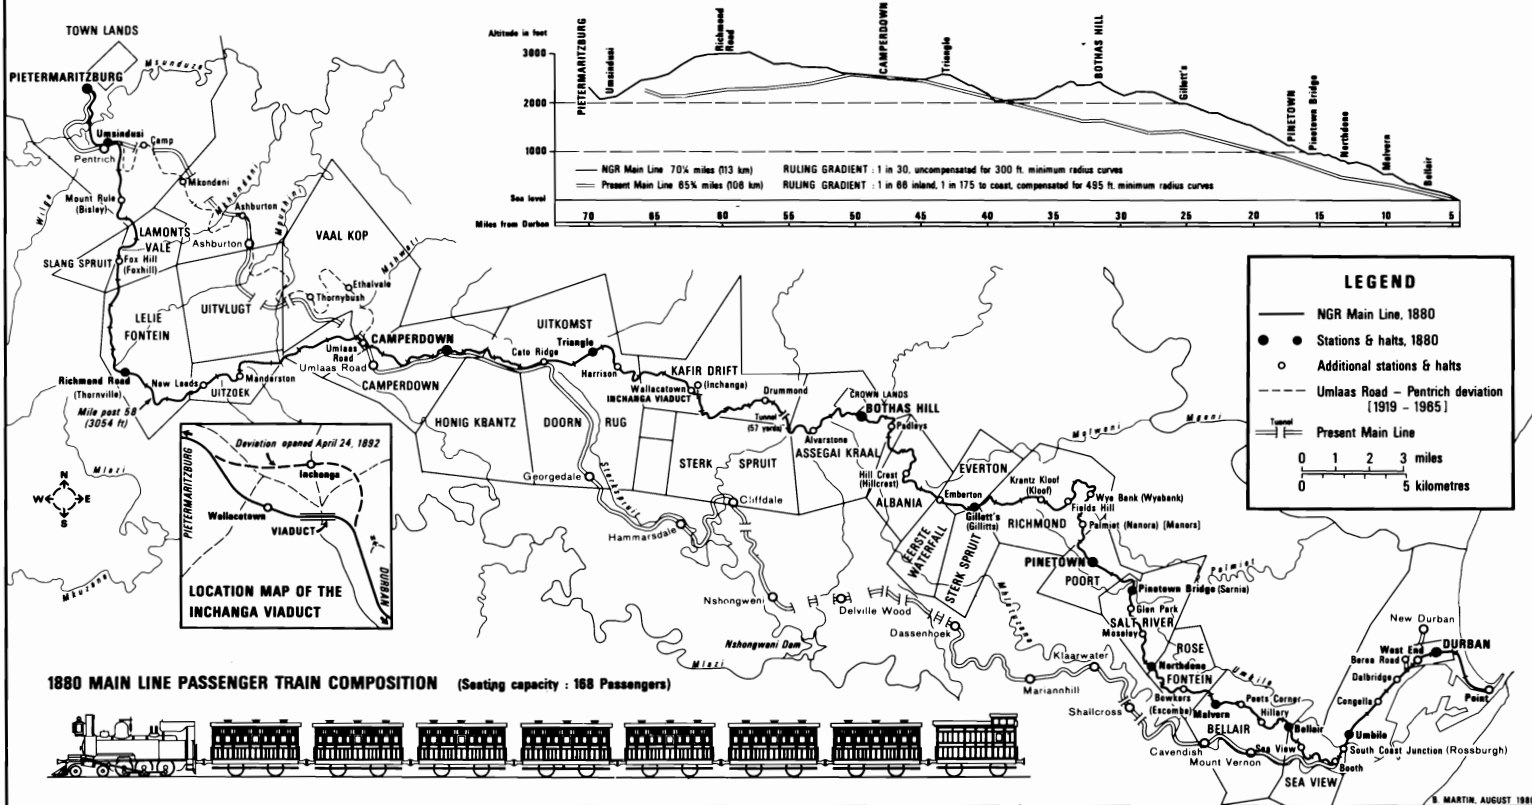 TOWN LANDS
PIETERMARITZBURG
Msunduze
Umsindusi
Camp
Pentrich
Mkondeni
Mkhondeni
Mpushini
Wilge
Mount Rule
(Bisley)
Ashburton
Ashburton
LAMONTS
VALE
VAAL KOP
Mshwati
SLANG SPRUIT
Fox Hill
(Foxhill)
Ethalvale
Thornybush
UITVLUGT
LELIE
FONTEIN
Richmond Road
(Thornville)
New Leeds
Manderston
UITZOEK
Mile post 58
(3054 ft)
Umlaas
Road
Umlaas Road
CAMPERDOWN
CAMPERDOWN
UITKOMST
Triangle
Cato Ridge
Harrison
KAFIR DRIFT
(Inchanga)
Wallacetown
INCHANGA VIADUCT
HONIG KRANTZ
DOORN
RUG
Drummond
Tunnel
(57 yards)
CROWN LANDS
BOTHAS HILL
Padleys
Alverstone
ASSEGAI KRAAL
STERK
SPRUIT
Sterkspruit
Georgedale
Hammarsdale
Cliffdale
Hill Crest
(Hillcrest)
ALBANIA
EVERTON
Emberton
Gillett's
(Gillitts)
Krantz Kloof
(Kloof)
Wye Bank (Wyebank)
Fields Hill
RICHMOND
Palmiet (Nanora) [Manors]
EERSTE
WATERFALL
STERK SPRUIT
PINETOWN
POORT
Palmiet
Pinetown Bridge (Sarnia)
Glen Park
SALT RIVER
Moseley
ROSE
FONTEIN
Northdene
Bowkers
(Escombe)
Malvern
BELLAIR
Peets Corner
Hillary
Bellair
Sea View
SEA VIEW
Booth
South Coast Junction (Rossburgh)
Umbilo
Umbilo
Congella
Dalbridge
Berea Road
West End
New Durban
DURBAN
Point
Nshongweni
Nshongweni Dam
Delville Wood
Dassenhoek
Klaarwater
Mariannhill
Shallcross
Cavendish
Mount Vernon
Mhlatuzana
Molweni
Mgeni
Mlazi
Mlazi
Mkuzana
N
W
E
S
Altitude in feet
3000
2000
1000
Sea level
Miles from Durban
70
65
60
55
50
45
40
35
30
25
20
15
10
5
4
PIETERMARITZBURG
Umsindusi
Richmond
Road
CAMPERDOWN
Triangle
BOTHAS HILL
Gillett's
PINETOWN
Pinetown Bridge
Northdene
Malvern
Bellair
NGR Main Line 70¼ miles (113 km)
RULING GRADIENT : 1 in 30, uncompensated for 300 ft. minimum radius curves
Present Main Line 65¾ miles (106 km)
RULING GRADIENT : 1 in 66 inland, 1 in 175 to coast, compensated for 495 ft. minimum radius curves
LEGEND
NGR Main Line, 1880
Stations & halts, 1880
Additional stations & halts
Umlaas Road – Pentrich deviation
[1919 – 1965]
Tunnel
Present Main Line
0 1 2 3 miles
0 5 kilometres
Deviation opened April 24, 1892
PIETERMARITZBURG
Inchanga
Wallacetown
VIADUCT
DURBAN
LOCATION MAP OF THE
INCHANGA VIADUCT
1880 MAIN LINE PASSENGER TRAIN COMPOSITION (Seating capacity : 168 Passengers)